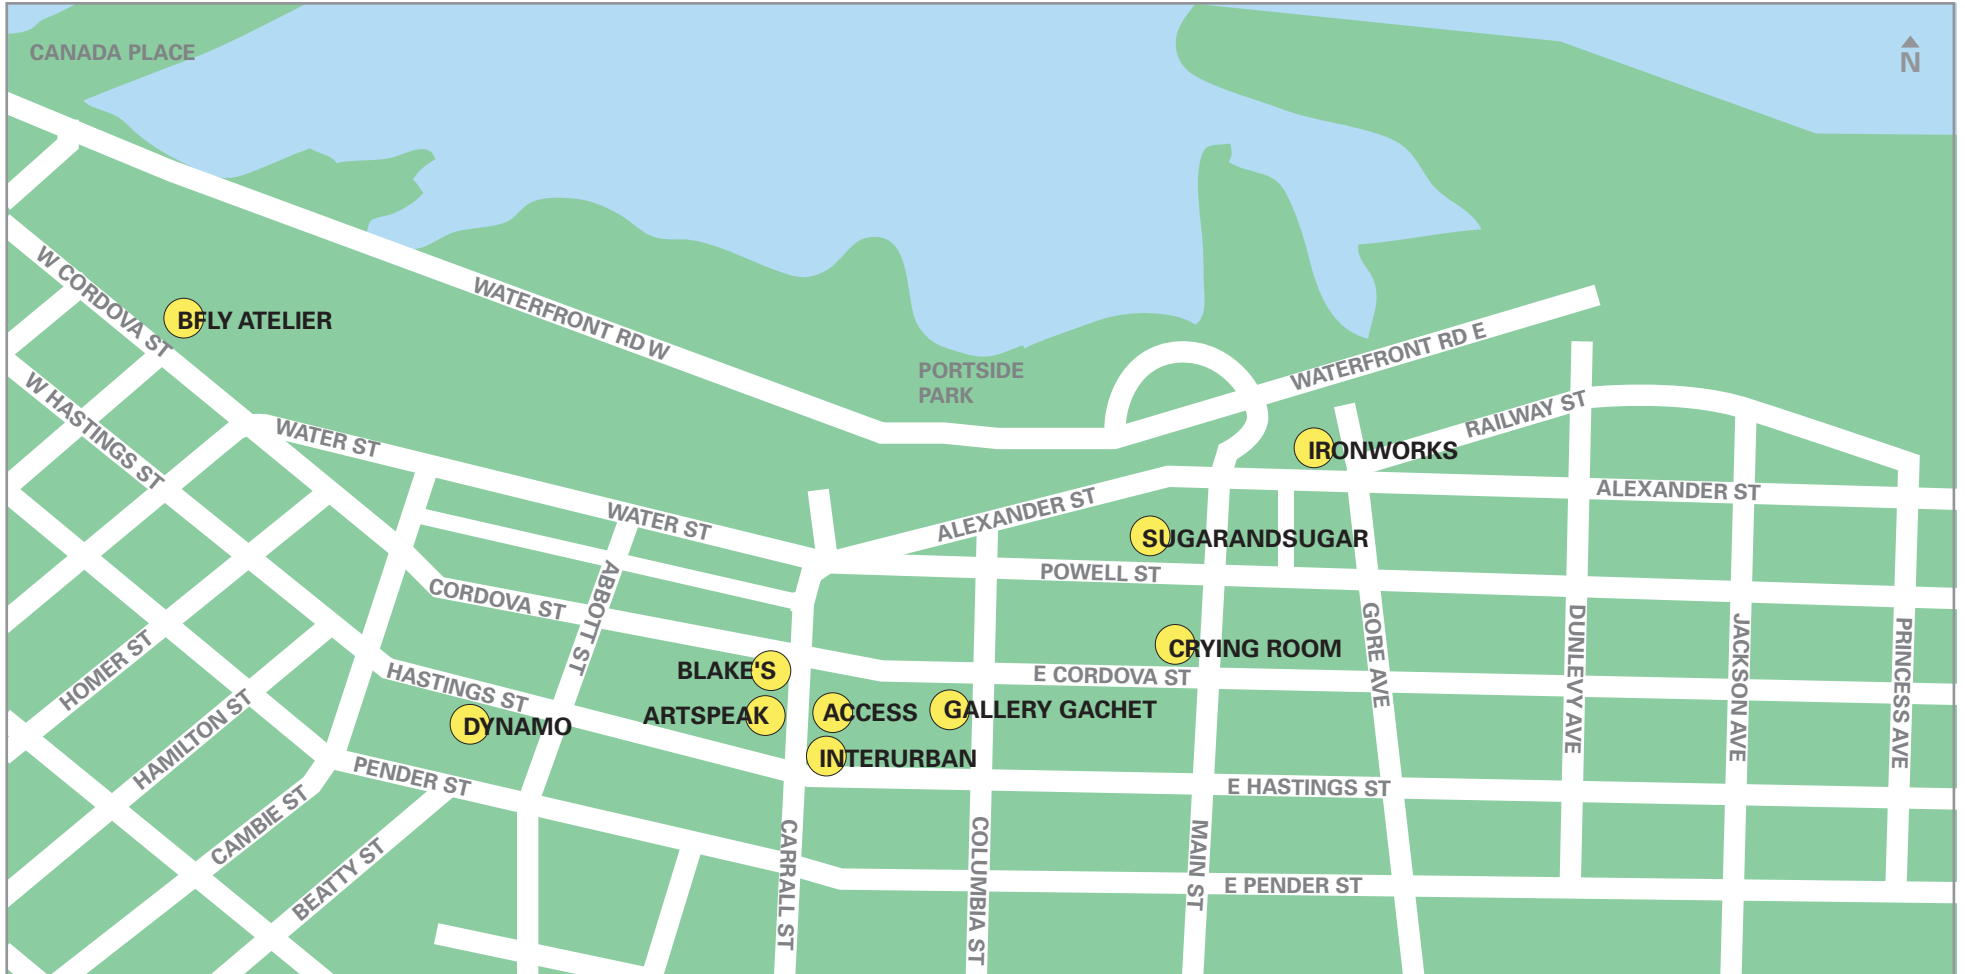 CANADA PLACE
N
W CORDOVA ST
BFLY ATELIER
WATERFRONT RD W
WATERFRONT RD E
PORTSIDE
PARK
W HASTINGS ST
WATER ST
RAILWAY ST
IRONWORKS
WATER ST
ALEXANDER ST
ALEXANDER ST
SUGARANDSUGAR
POWELL ST
CORDOVA ST
ABBOTT ST
GORE AVE
DUNLEVY AVE
JACKSON AVE
PRINCESS AVE
CRYING ROOM
HOMER ST
BLAKE'S
E CORDOVA ST
HASTINGS ST
ARTSPEAK
ACCESS
GALLERY GACHET
DYNAMO
HAMILTON ST
INTERURBAN
PENDER ST
E HASTINGS ST
CAMBIE ST
BEATTY ST
CARRALL ST
COLUMBIA ST
MAIN ST
E PENDER ST